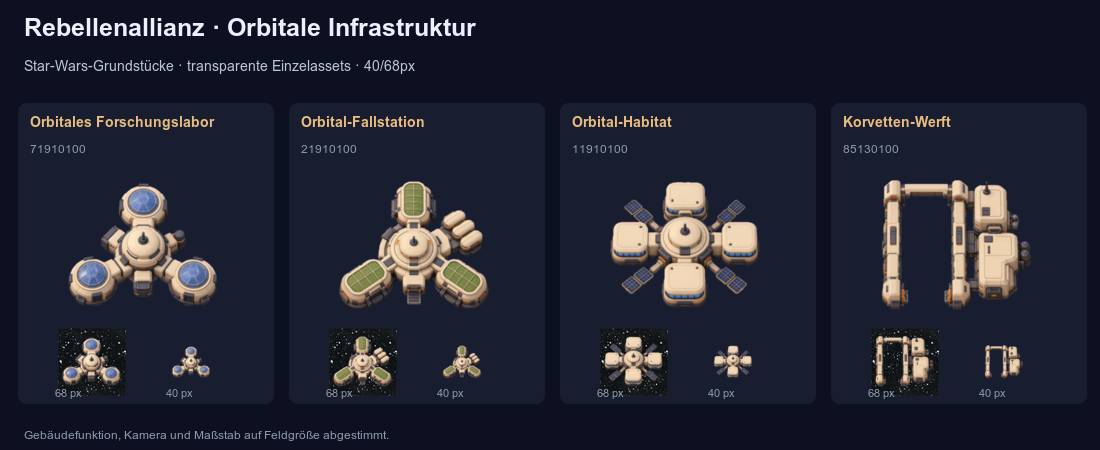 Rebellenallianz · Orbitale Infrastruktur
Star-Wars-Grundstücke · transparente Einzelassets · 40/68px
Orbitales Forschungslabor
71910100
68 px
40 px
Orbital-Fallstation
21910100
68 px
40 px
Orbital-Habitat
11910100
68 px
40 px
Korvetten-Werft
85130100
68 px
40 px
Gebäudefunktion, Kamera und Maßstab auf Feldgröße abgestimmt.